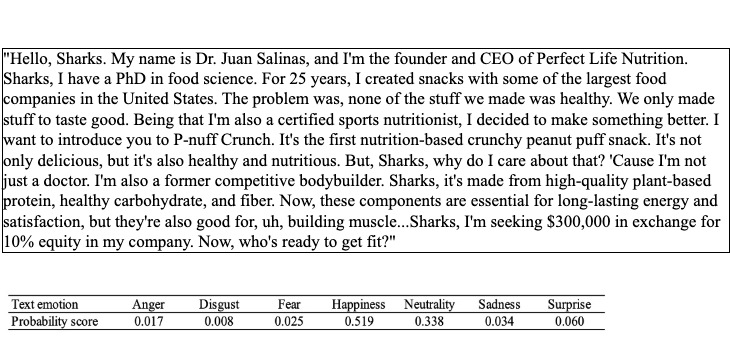 "Hello, Sharks. My name is Dr. Juan Salinas, and I'm the founder and CEO of Perfect Life Nutrition.
Sharks, I have a PhD in food science. For 25 years, I created snacks with some of the largest food
companies in the United States. The problem was, none of the stuff we made was healthy. We only made
stuff to taste good. Being that I'm also a certified sports nutritionist, I decided to make something better. I
want to introduce you to P-nuff Crunch. It's the first nutrition-based crunchy peanut puff snack. It's not
only delicious, but it's also healthy and nutritious. But, Sharks, why do I care about that? 'Cause I'm not
just a doctor. I'm also a former competitive bodybuilder. Sharks, it's made from high-quality plant-based
protein, healthy carbohydrate, and fiber. Now, these components are essential for long-lasting energy and
satisfaction, but they're also good for, uh, building muscle...Sharks, I'm seeking $300,000 in exchange for
10% equity in my company. Now, who's ready to get fit?"
Text emotion Anger Disgust Fear Happiness Neutrality Sadness Surprise
Probability score 0.017 0.008 0.025 0.519 0.338 0.034 0.060